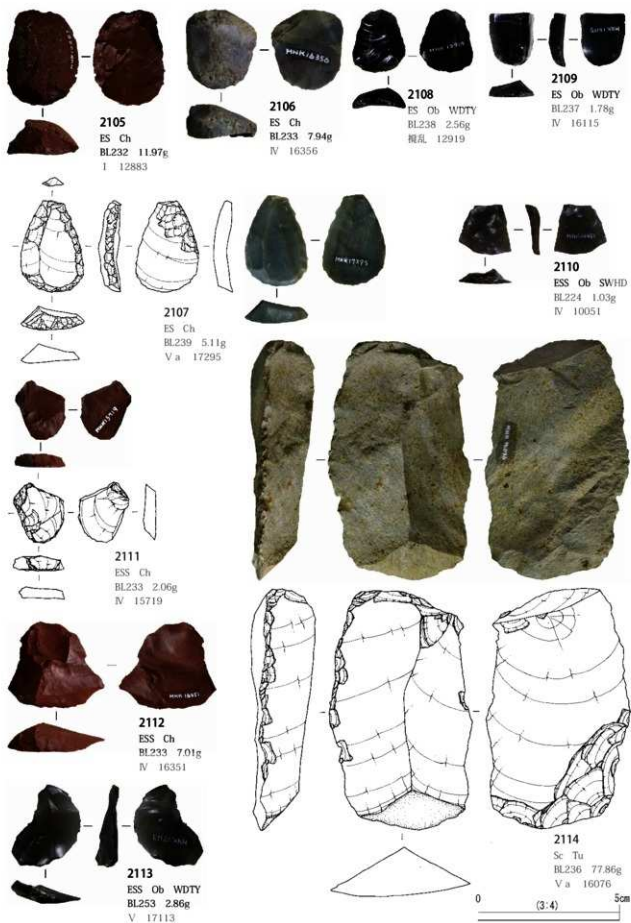 2105
ES Ch
BL232 11.97g
I 12883
2106
ES Ch
BL233 7.94g
Ⅳ 16356
MNK16356
2108
ES Ob WDTY
BL238 2.56g
攪乱 12919
2109
ES Ob WDTY
BL237 1.78g
Ⅳ 16115
2107
ES Ch
BL239 5.11g
Ⅴa 17295
2110
ESS Ob SWHD
BL224 1.03g
Ⅳ 10051
2111
ESS Ch
BL233 2.06g
Ⅳ 15719
2112
ESS Ch
BL233 7.01g
Ⅳ 16351
2113
ESS Ob WDTY
BL253 2.86g
Ⅴ 17113
2114
Sc Tu
BL236 77.86g
Ⅴa 16076
0 (3:4) 5cm